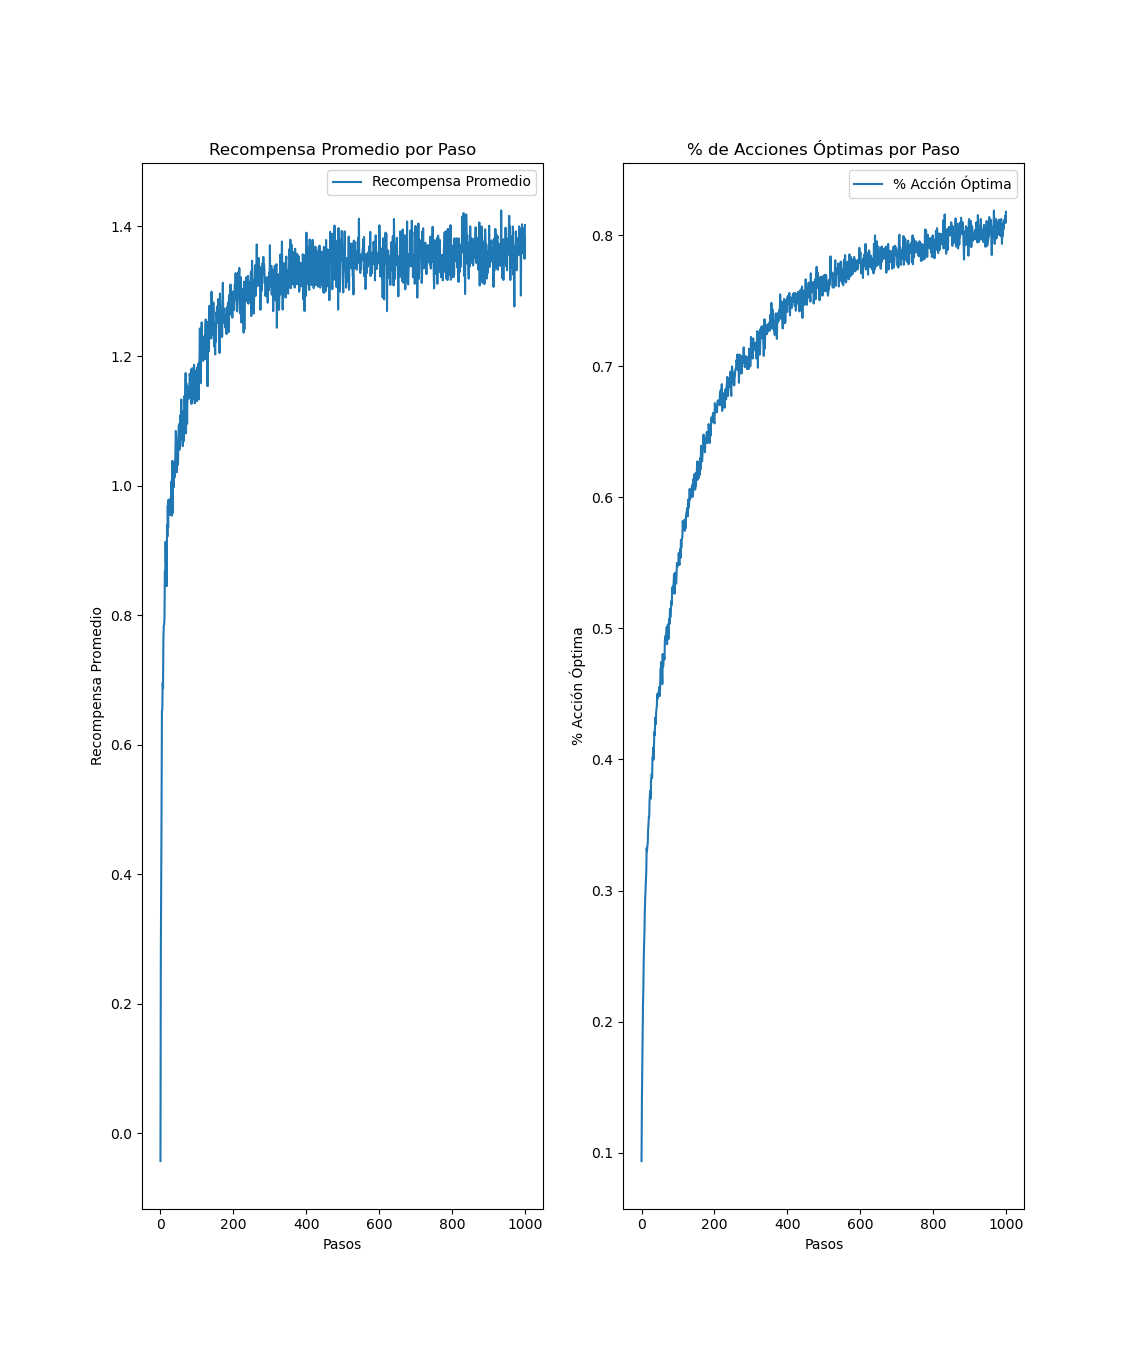 Recompensa Promedio por Paso
Recompensa Promedio
1.4
1.2
1.0
0.8
0.6
0.4
0.2
0.0
Recompensa Promedio
0 200 400 600 800 1000
Pasos
% de Acciones Óptimas por Paso
% Acción Óptima
0.8
0.7
0.6
0.5
0.4
0.3
0.2
0.1
% Acción Óptima
0 200 400 600 800 1000
Pasos